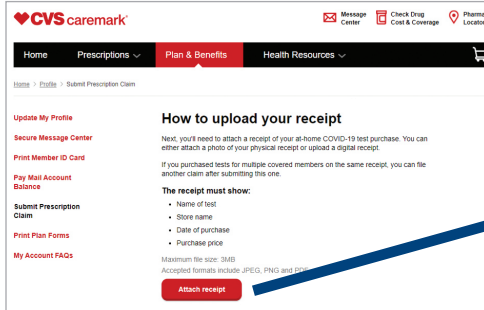 CVS caremark®
Message Center
Check Drug Cost & Coverage
Pharma
Locator
Home Prescriptions Plan & Benefits Health Resources
Home > Profile > Submit Prescription Claim
Update My Profile
Secure Message Center
Print Member ID Card
Pay Mail Account
Balance
Submit Prescription
Claim
Print Plan Forms
My Account FAQs
How to upload your receipt
Next, you'll need to attach a receipt of your at-home COVID-19 test purchase. You can
either attach a photo of your physical receipt or upload a digital receipt.
If you purchased tests for multiple covered members on the same receipt, you can file
another claim after submitting this one.
The receipt must show:
• Name of test
• Store name
• Date of purchase
• Purchase price
Maximum file size: 3MB
Accepted formats include JPEG, PNG and PDF
Attach receipt